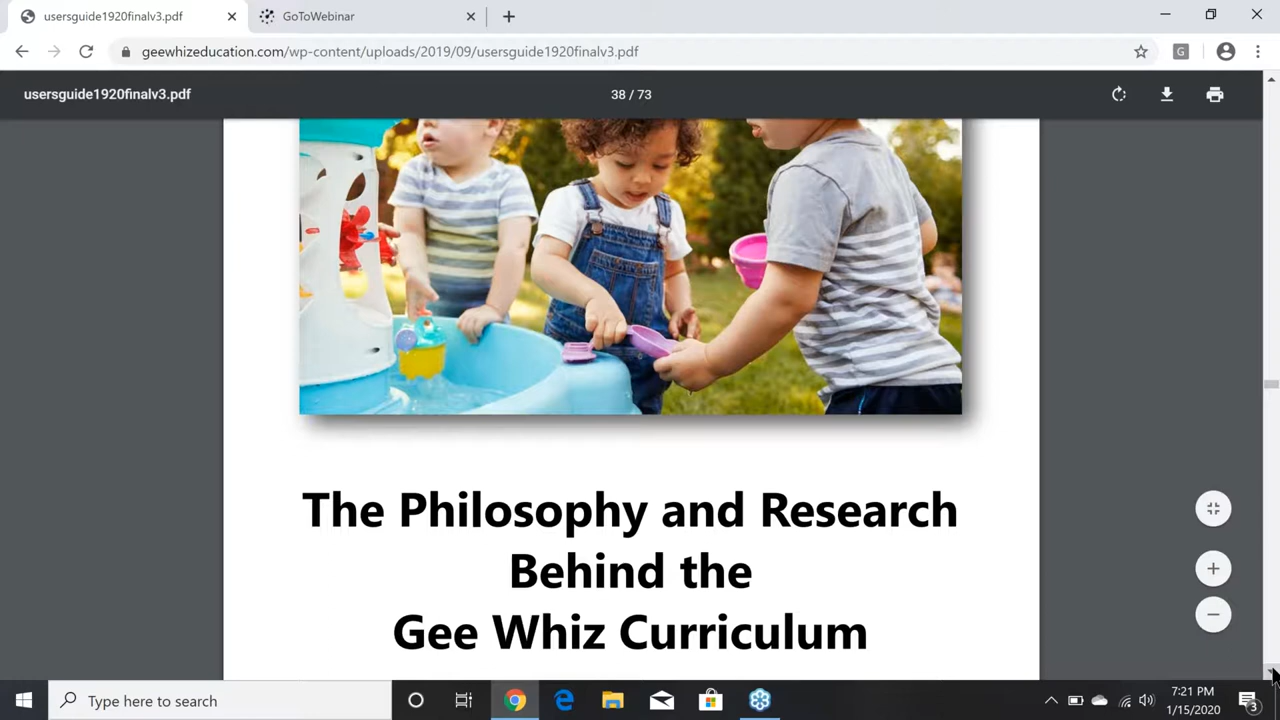 usersguide1920finalv3.pdf
GoToWebinar
geewhizeducation.com/wp-content/uploads/2019/09/usersguide1920finalv3.pdf
G
usersguide1920finalv3.pdf
38 / 73
The Philosophy and Research
Behind the
Gee Whiz Curriculum
Type here to search
7:21 PM
1/15/2020
3